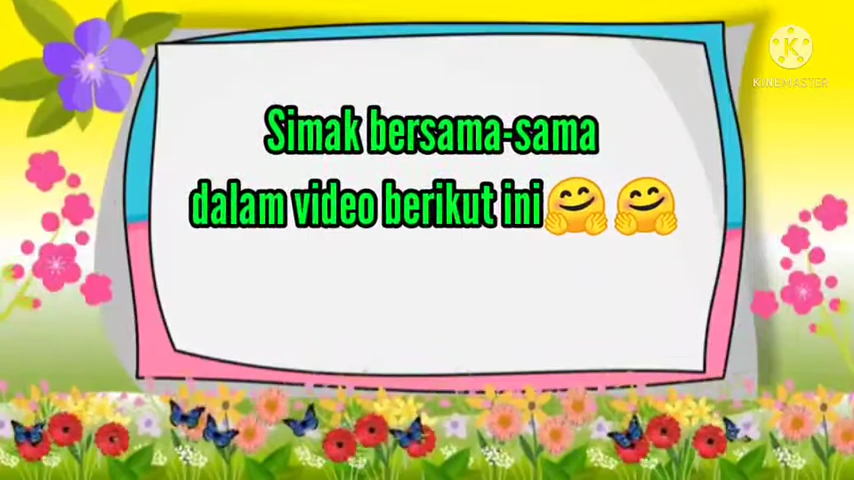 Simak bersama-sama
dalam video berikut ini🤗🤗
K
KINEMASTER